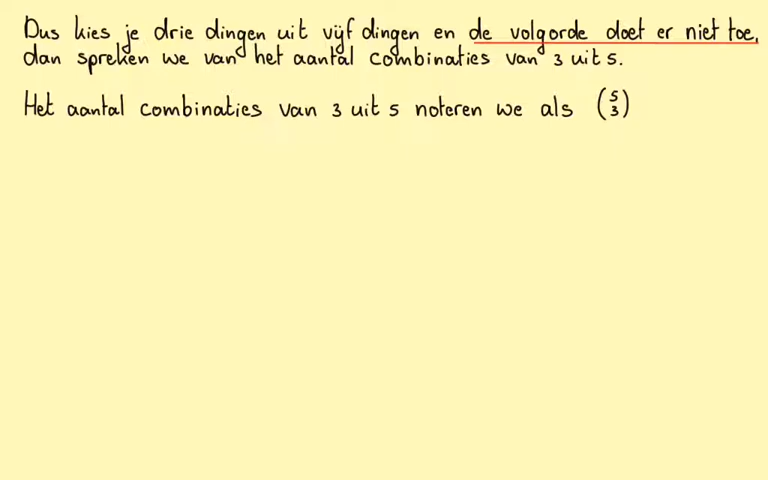 Dus kies je drie dingen uit vijf dingen en de volgorde doet er niet toe,
dan spreken we van het aantal combinaties van 3 uit 5.
Het aantal combinaties van 3 uit 5 noteren we als (5 3)